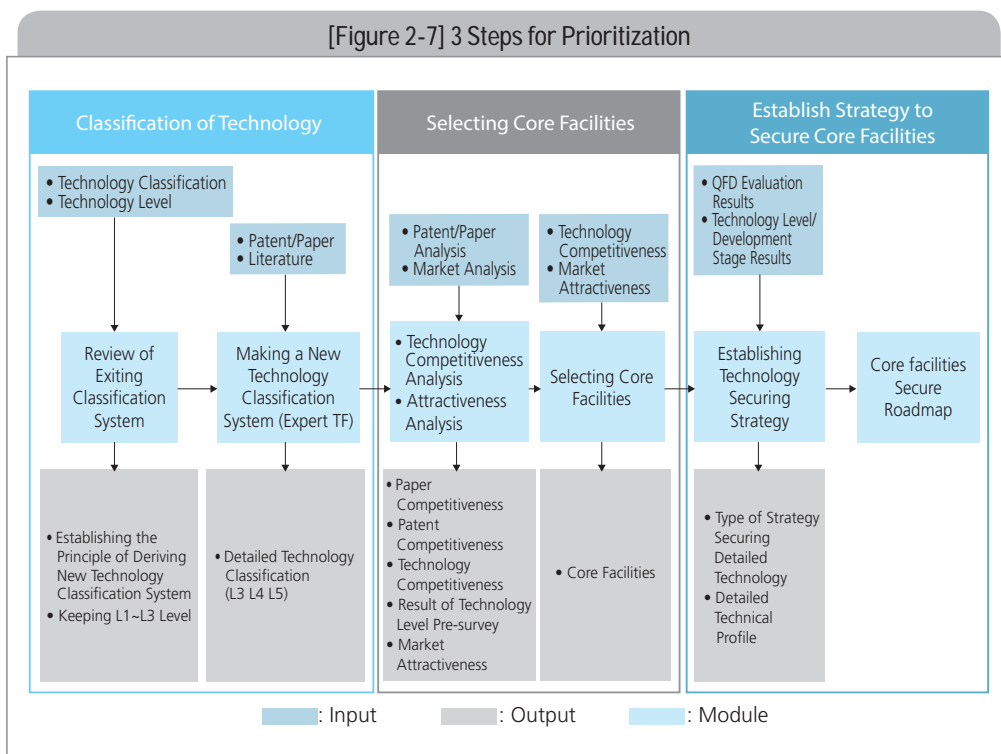 [Figure 2-7] 3 Steps for Prioritization
Classification of Technology
• Technology Classification
• Technology Level
• Patent/Paper
• Literature
Review of
Exiting
Classification
System
Making a New
Technology
Classification
System (Expert TF)
• Establishing the
Principle of Deriving
New Technology
Classification System
• Keeping L1~L3 Level
• Detailed Technology
Classification
(L3 L4 L5)
Selecting Core Facilities
• Patent/Paper
Analysis
• Market Analysis
• Technology
Competitiveness
• Market
Attractiveness
• Technology
Competitiveness
Analysis
• Attractiveness
Analysis
Selecting Core
Facilities
• Paper
Competitiveness
• Patent
Competitiveness
• Technology
Competitiveness
• Result of Technology
Level Pre-survey
• Market
Attractiveness
• Core Facilities
Establish Strategy to
Secure Core Facilities
• QFD Evaluation
Results
• Technology Level/
Development
Stage Results
Establishing
Technology
Securing
Strategy
Core facilities
Secure
Roadmap
• Type of Strategy
Securing
Detailed
Technology
• Detailed
Technical
Profile
: Input
: Output
: Module